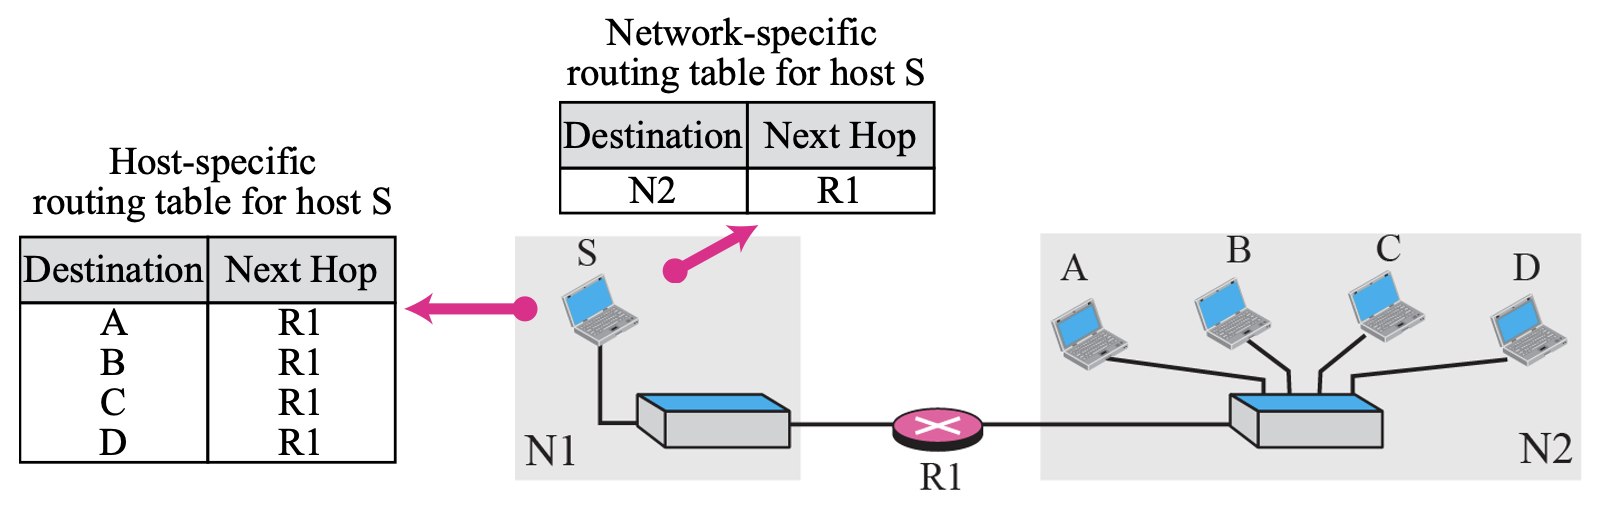 Network-specific
routing table for host S
Destination Next Hop
N2 R1
Host-specific
routing table for host S
Destination Next Hop
A R1
B R1
C R1
D R1
S
N1
R1
A
B
C
D
N2